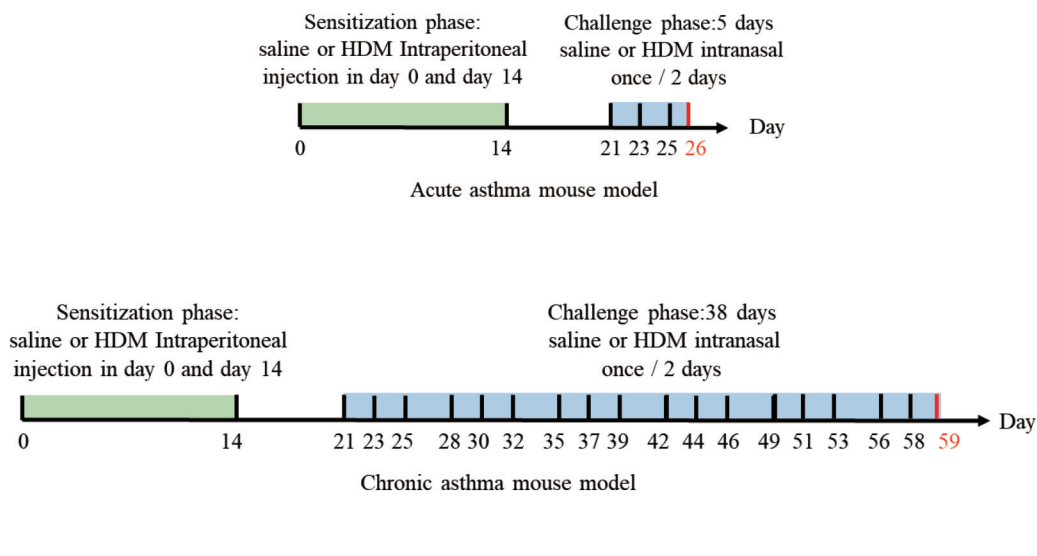 Sensitization phase:
saline or HDM Intraperitoneal
injection in day 0 and day 14
Challenge phase:5 days
saline or HDM intranasal
once / 2 days
Day
0 14 21 23 25 26
Acute asthma mouse model
Sensitization phase:
saline or HDM Intraperitoneal
injection in day 0 and day 14
Challenge phase:38 days
saline or HDM intranasal
once / 2 days
Day
0 14 21 23 25 28 30 32 35 37 39 42 44 46 49 51 53 56 58 59
Chronic asthma mouse model